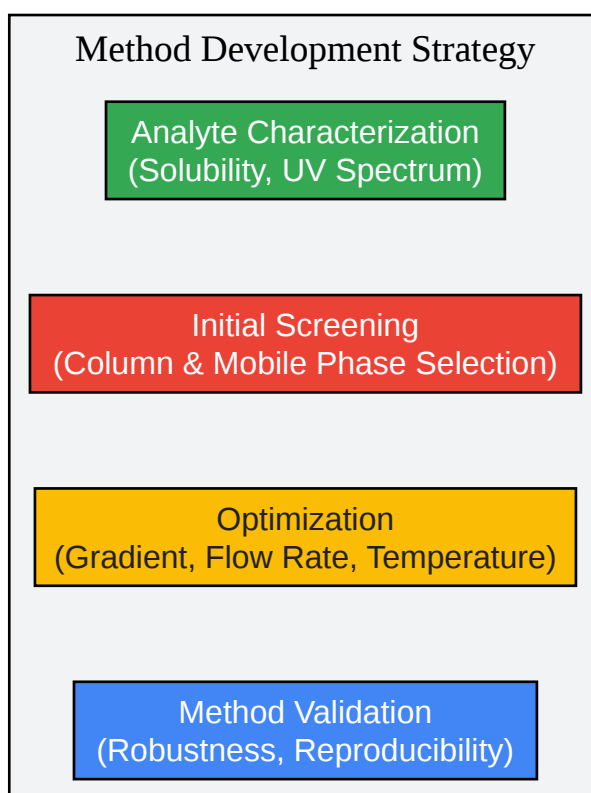 Method Development Strategy
Analyte Characterization
(Solubility, UV Spectrum)
Initial Screening
(Column & Mobile Phase Selection)
Optimization
(Gradient, Flow Rate, Temperature)
Method Validation
(Robustness, Reproducibility)